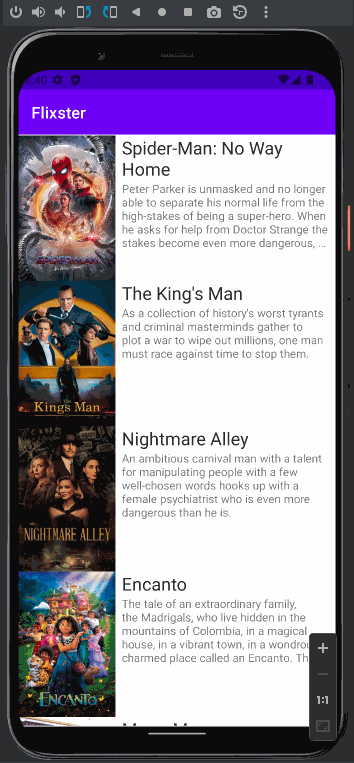 Flixster
Spider-Man: No Way
Home
Peter Parker is unmasked and no longer
able to separate his normal life from the
high-stakes of being a super-hero. When
he asks for help from Doctor Strange the
stakes become even more dangerous, ...
SPIDER-MAN
NO WAY HOME
The King's Man
As a collection of history's worst tyrants
and criminal masterminds gather to
plot a war to wipe out millions, one man
must race against time to stop them.
The
King's Man
Nightmare Alley
An ambitious carnival man with a talent
for manipulating people with a few
well-chosen words hooks up with a
female psychiatrist who is even more
dangerous than he is.
NIGHTMARE ALLEY
Encanto
The tale of an extraordinary family,
the Madrigals, who live hidden in the
mountains of Colombia, in a magical
house, in a vibrant town, in a wondrou
charmed place called an Encanto. Th
ENCANTO
1:1